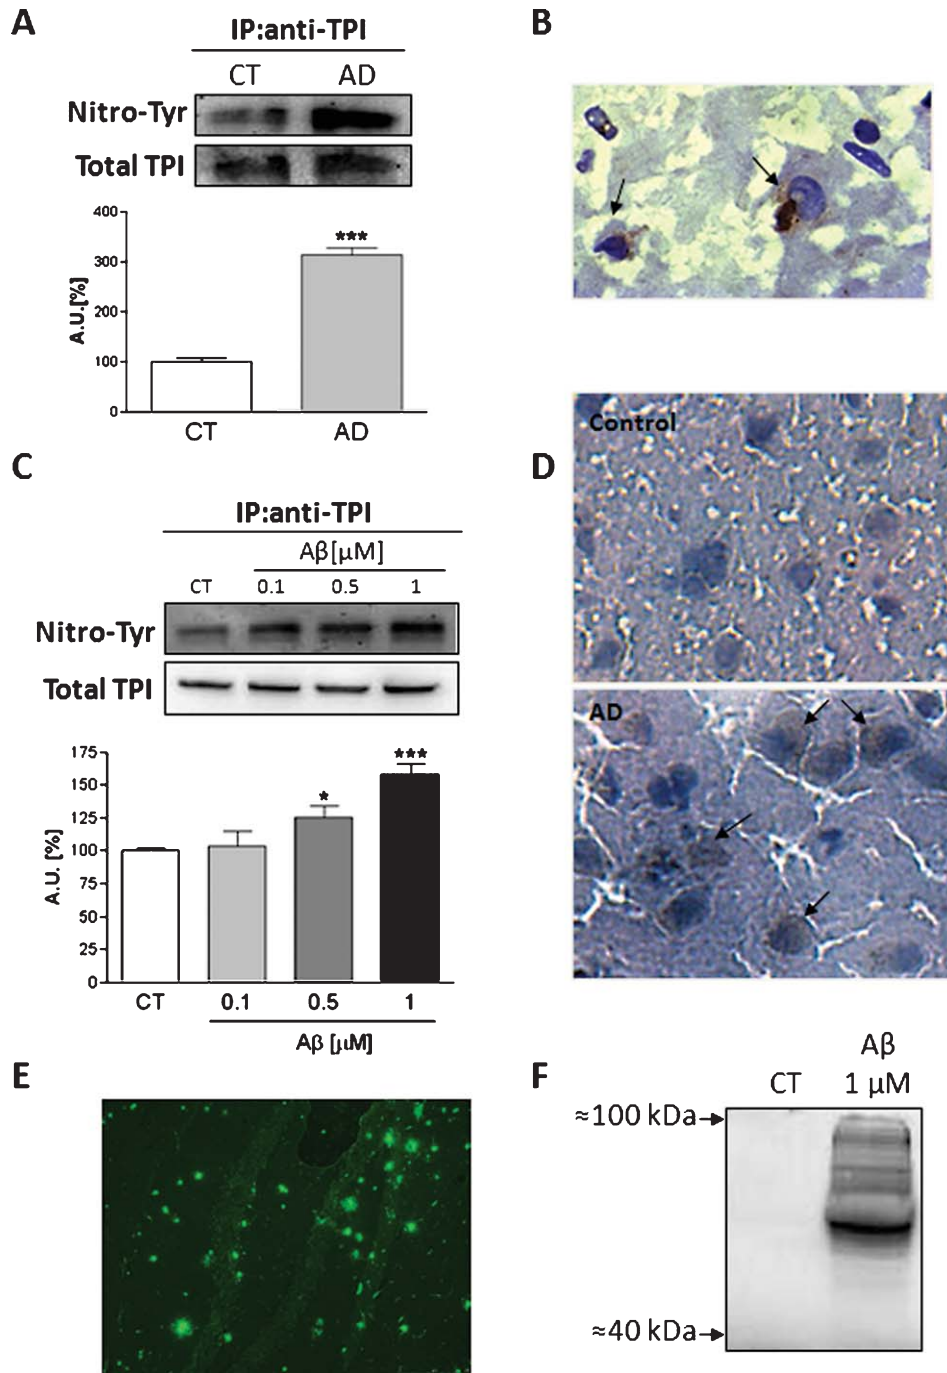 A
IP:anti-TPI
CT AD
Nitro-Tyr
Total TPI
400
300
200
100
0
A.U.[%]
***
CT AD
B
C
IP:anti-TPI
Aβ[μM]
CT 0.1 0.5 1
Nitro-Tyr
Total TPI
175
150
125
100
75
50
25
0
A.U. [%]
*
***
CT 0.1 0.5 1
Aβ [μM]
D
Control
AD
E
F
Aβ
CT 1 μM
≈100 kDa
≈40 kDa